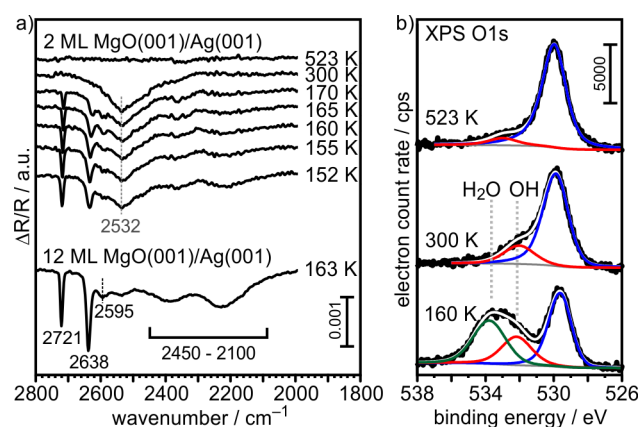 a)
2 ML MgO(001)/Ag(001)
523 K
300 K
170 K
165 K
160 K
155 K
152 K
2532
12 ML MgO(001)/Ag(001)
163 K
2595
2721
2638
2450 - 2100
0.001
ΔR/R / a.u.
2800 2600 2400 2200 2000 1800
wavenumber / cm⁻¹
b)
XPS O1s
5000
523 K
H₂O OH
300 K
160 K
electron count rate / cps
538 534 530 526
binding energy / eV